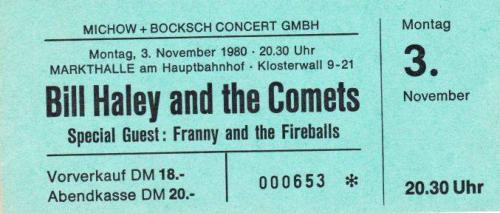 MICHOW + BOCKSCH CONCERT GMBH
Montag, 3. November 1980 · 20.30 Uhr
MARKTHALLE am Hauptbahnhof · Klosterwall 9-21
Bill Haley and the Comets
Special Guest: Franny and the Fireballs
Vorverkauf DM 18.-
Abendkasse DM 20.-
000653 *
Montag
3.
November
20.30 Uhr